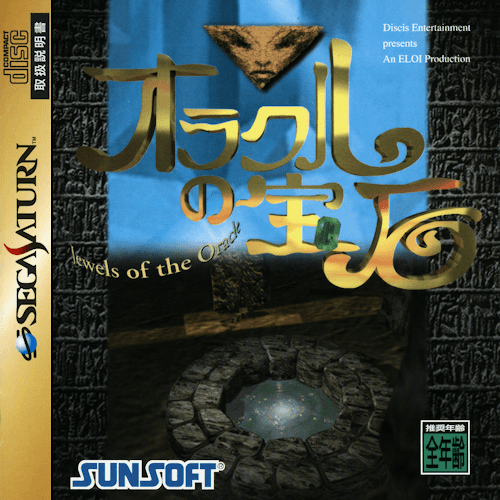 COMPACT
disc
取扱説明書
SEGA SATURN™
Discis Entertainment
presents
An ELOI Production
オラクル
の宝石
Jewels of the Oracle
SUNSOFT®
推奨年齢
全年齢